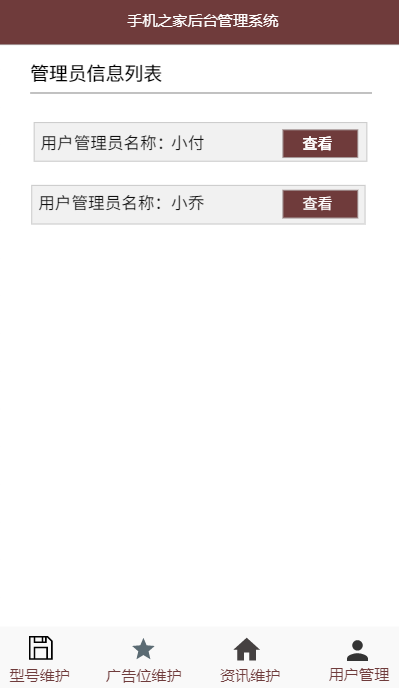 手机之家后台管理系统
管理员信息列表
用户管理员名称：小付 查看
用户管理员名称：小乔 查看
型号维护 广告位维护 资讯维护 用户管理